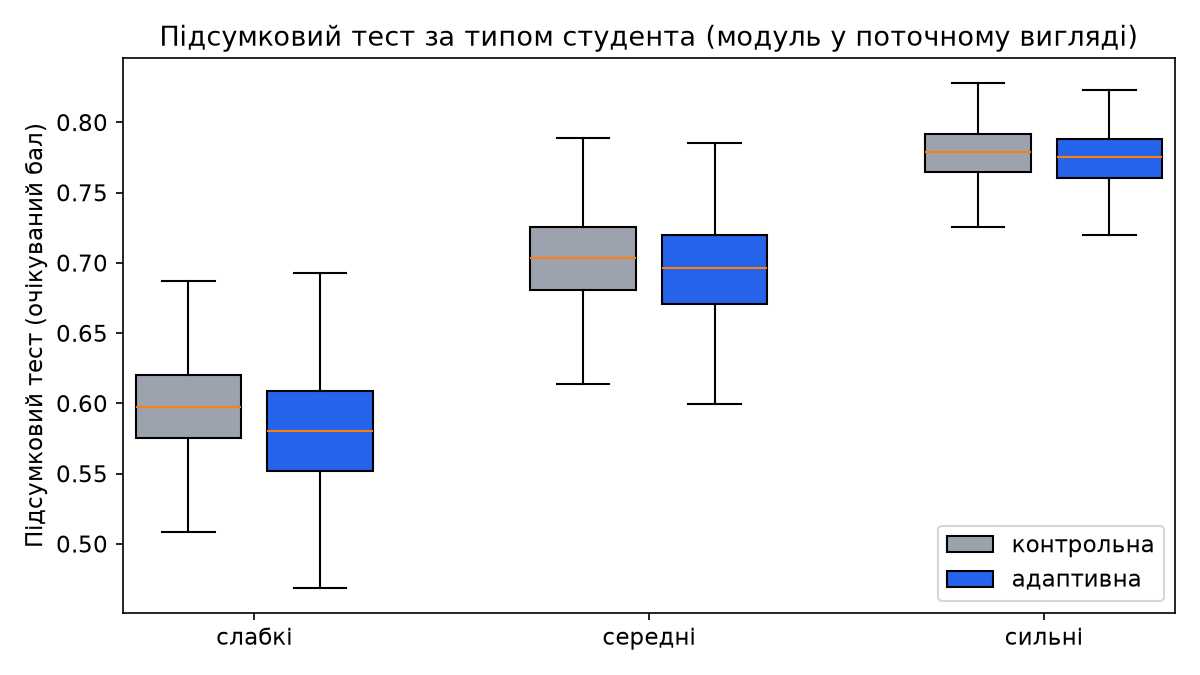 Підсумковий тест за типом студента (модуль у поточному вигляді)
Підсумковий тест (очікуваний бал)
0.80
0.75
0.70
0.65
0.60
0.55
0.50
слабкі
середні
сильні
контрольна
адаптивна